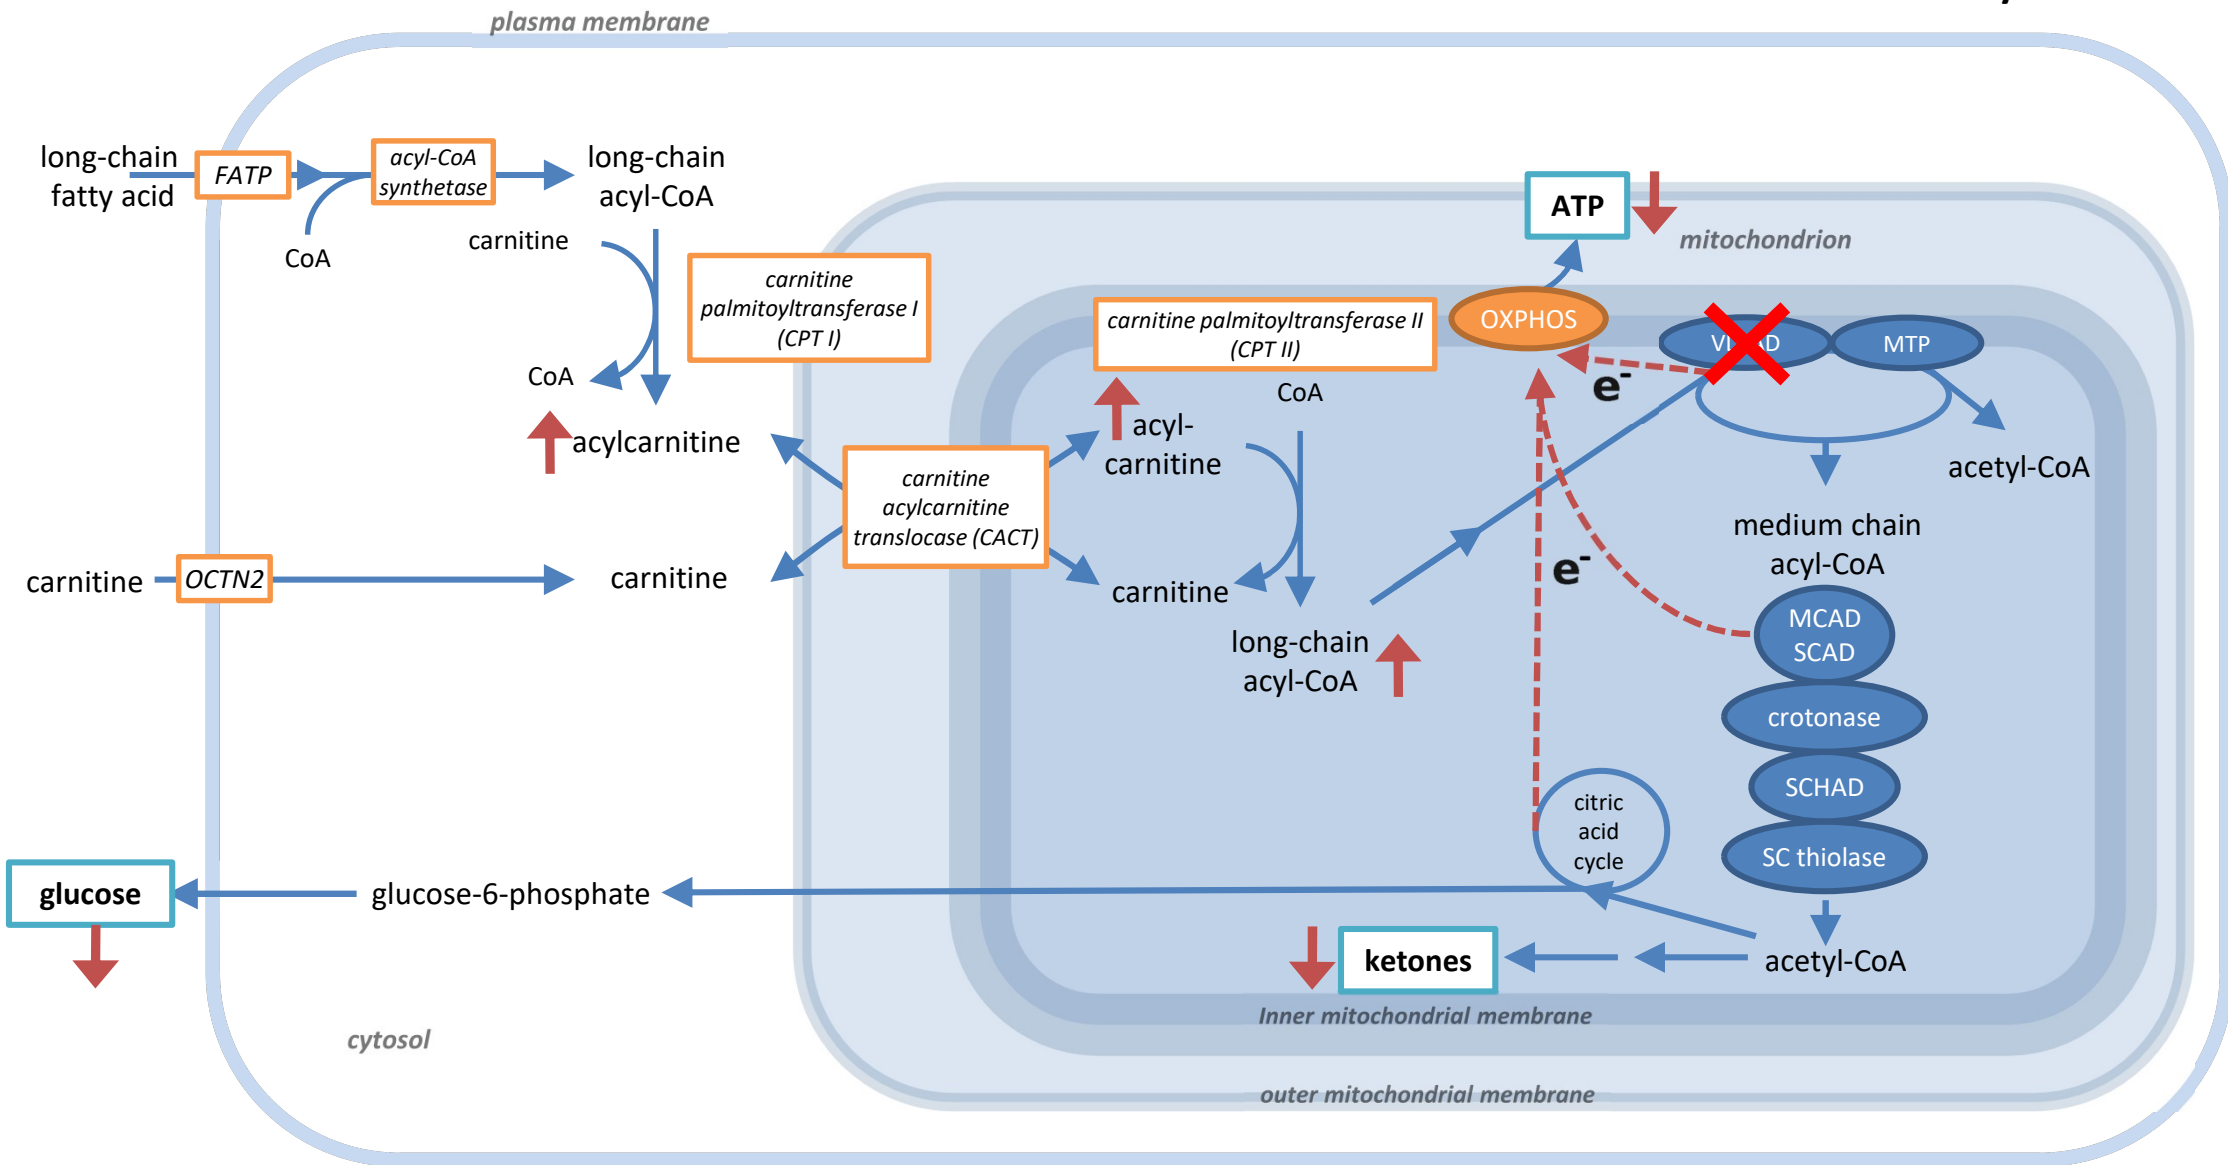 plasma membrane
long-chain
fatty acid
FATP
acyl-CoA
synthetase
long-chain
acyl-CoA
CoA
carnitine
carnitine
palmitoyltransferase I
(CPT I)
CoA
acylcarnitine
carnitine
acylcarnitine
translocase (CACT)
carnitine
OCTN2
carnitine
ATP
mitochondrion
carnitine palmitoyltransferase II
(CPT II)
OXPHOS
MTP
e-
CoA
acyl-
carnitine
carnitine
long-chain
acyl-CoA
e-
acetyl-CoA
medium chain
acyl-CoA
MCAD
SCAD
crotonase
SCHAD
SC thiolase
citric
acid
cycle
glucose
glucose-6-phosphate
ketones
acetyl-CoA
Inner mitochondrial membrane
cytosol
outer mitochondrial membrane